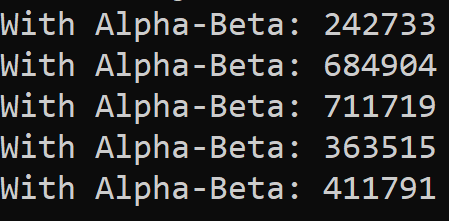 With Alpha-Beta: 242733
With Alpha-Beta: 684904
With Alpha-Beta: 711719
With Alpha-Beta: 363515
With Alpha-Beta: 411791